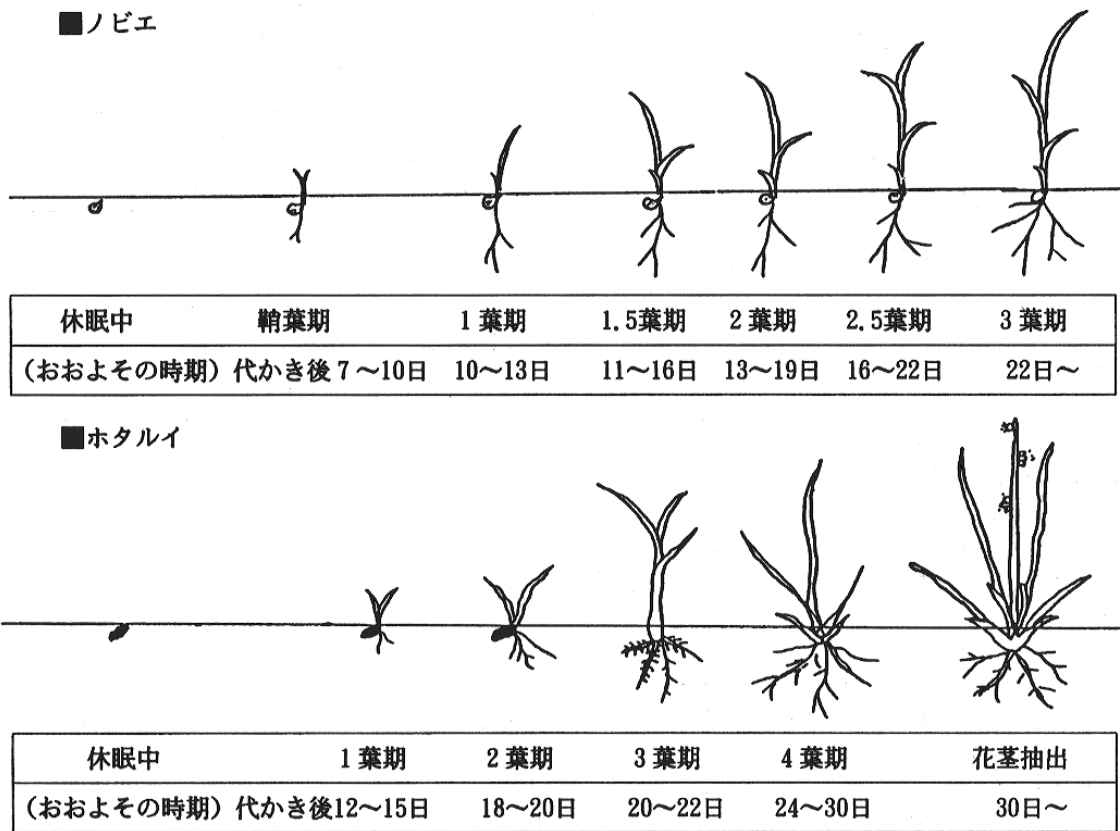 ■ノビエ
休眠中 鞘葉期 1葉期 1.5葉期 2葉期 2.5葉期 3葉期
（おおよその時期）代かき後7～10日 10～13日 11～16日 13～19日 16～22日 22日～
■ホタルイ
休眠中 1葉期 2葉期 3葉期 4葉期 花茎抽出
（おおよその時期）代かき後12～15日 18～20日 20～22日 24～30日 30日～